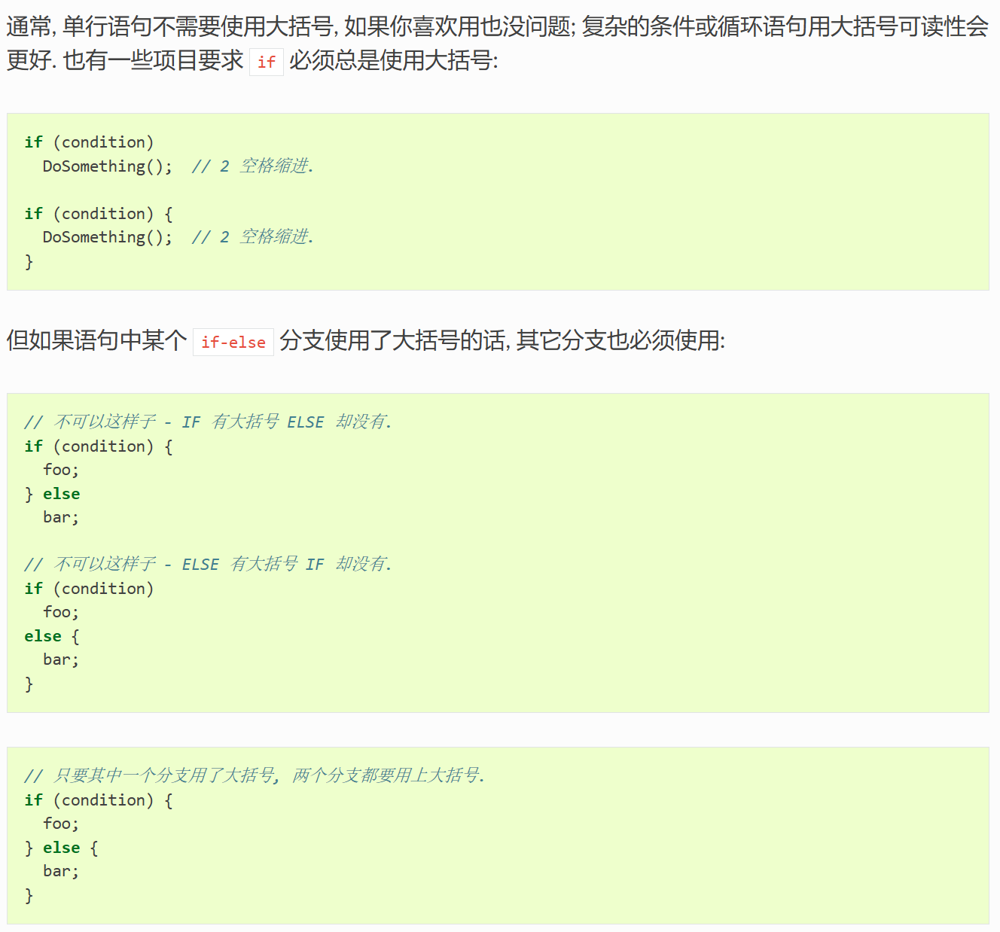 通常, 单行语句不需要使用大括号, 如果你喜欢用也没问题; 复杂的条件或循环语句用大括号可读性会
更好. 也有一些项目要求 if 必须总是使用大括号:
if (condition)
  DoSomething();  // 2 空格缩进.
if (condition) {
  DoSomething();  // 2 空格缩进.
}
但如果语句中某个 if-else 分支使用了大括号的话, 其它分支也必须使用:
// 不可以这样子 - IF 有大括号 ELSE 却没有.
if (condition) {
  foo;
} else
  bar;
// 不可以这样子 - ELSE 有大括号 IF 却没有.
if (condition)
  foo;
else {
  bar;
}
// 只要其中一个分支用了大括号, 两个分支都要用上大括号.
if (condition) {
  foo;
} else {
  bar;
}